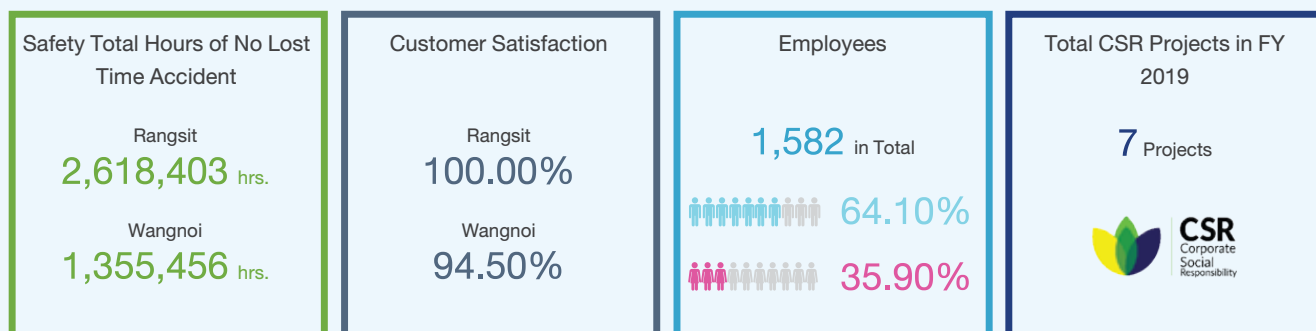 Safety Total Hours of No Lost
Time Accident
Rangsit
2,618,403 hrs.
Wangnoi
1,355,456 hrs.
Customer Satisfaction
Rangsit
100.00%
Wangnoi
94.50%
Employees
1,582 in Total
64.10%
35.90%
Total CSR Projects in FY
2019
7 Projects
CSR
Corporate
Social
Responsibility